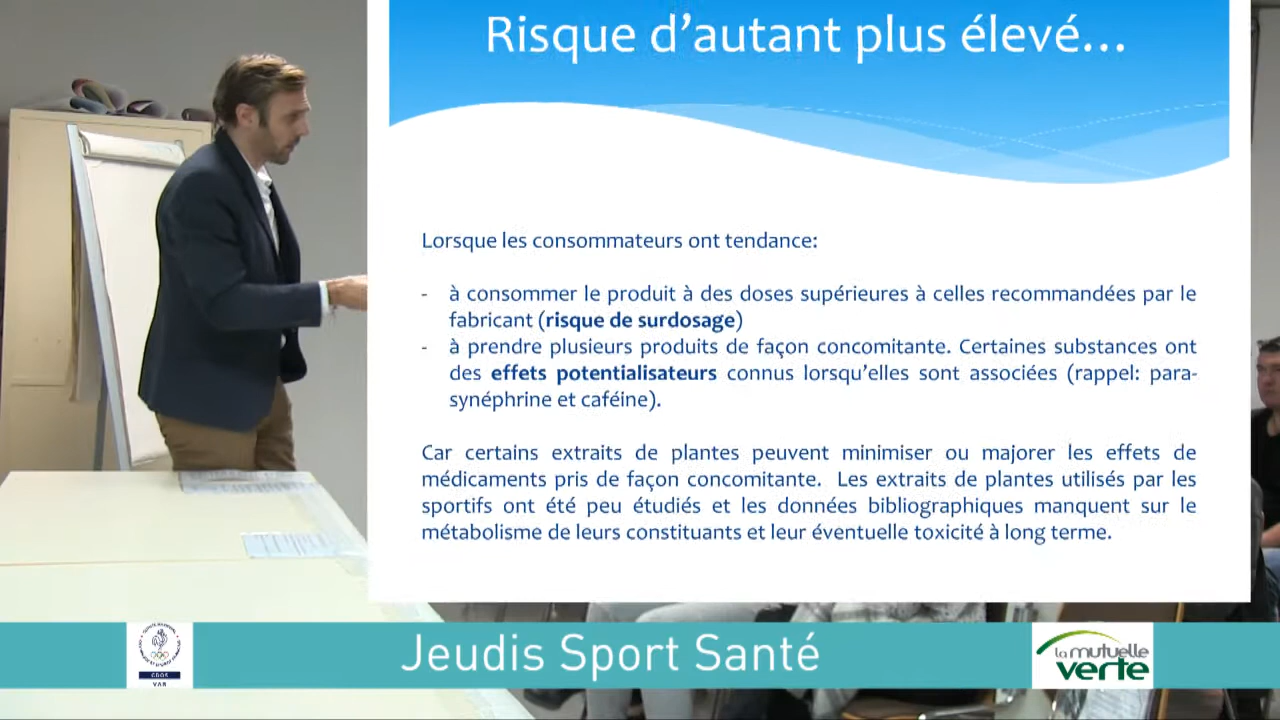 Risque d'autant plus élevé...
Lorsque les consommateurs ont tendance:
- à consommer le produit à des doses supérieures à celles recommandées par le
fabricant (risque de surdosage)
- à prendre plusieurs produits de façon concomitante. Certaines substances ont
des effets potentialisateurs connus lorsqu'elles sont associées (rappel: para-
synéphrine et caféine).
Car certains extraits de plantes peuvent minimiser ou majorer les effets de
médicaments pris de façon concomitante. Les extraits de plantes utilisés par les
sportifs ont été peu étudiés et les données bibliographiques manquent sur le
métabolisme de leurs constituants et leur éventuelle toxicité à long terme.
CDOS
VAR
Jeudis Sport Santé
la mutuelle
verte